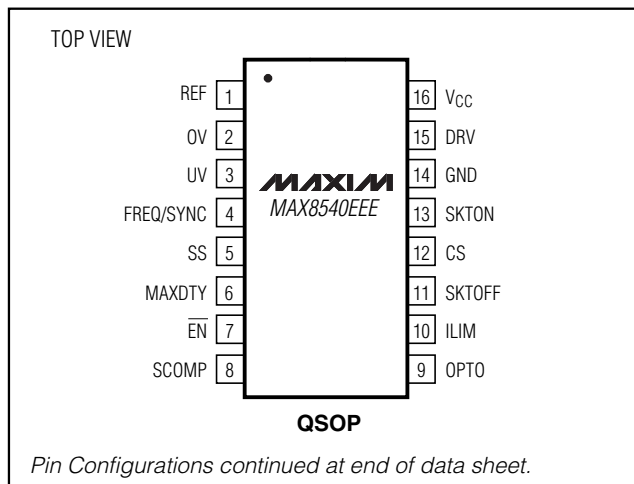 TOP VIEW
REF 1 16 VCC
OV 2 15 DRV
UV 3 14 GND
MAXIM
FREQ/SYNC 4 MAX8540EEE 13 SKTON
SS 5 12 CS
MAXDTY 6 11 SKTOFF
EN 7 10 ILIM
SCOMP 8 9 OPTO
QSOP
Pin Configurations continued at end of data sheet.